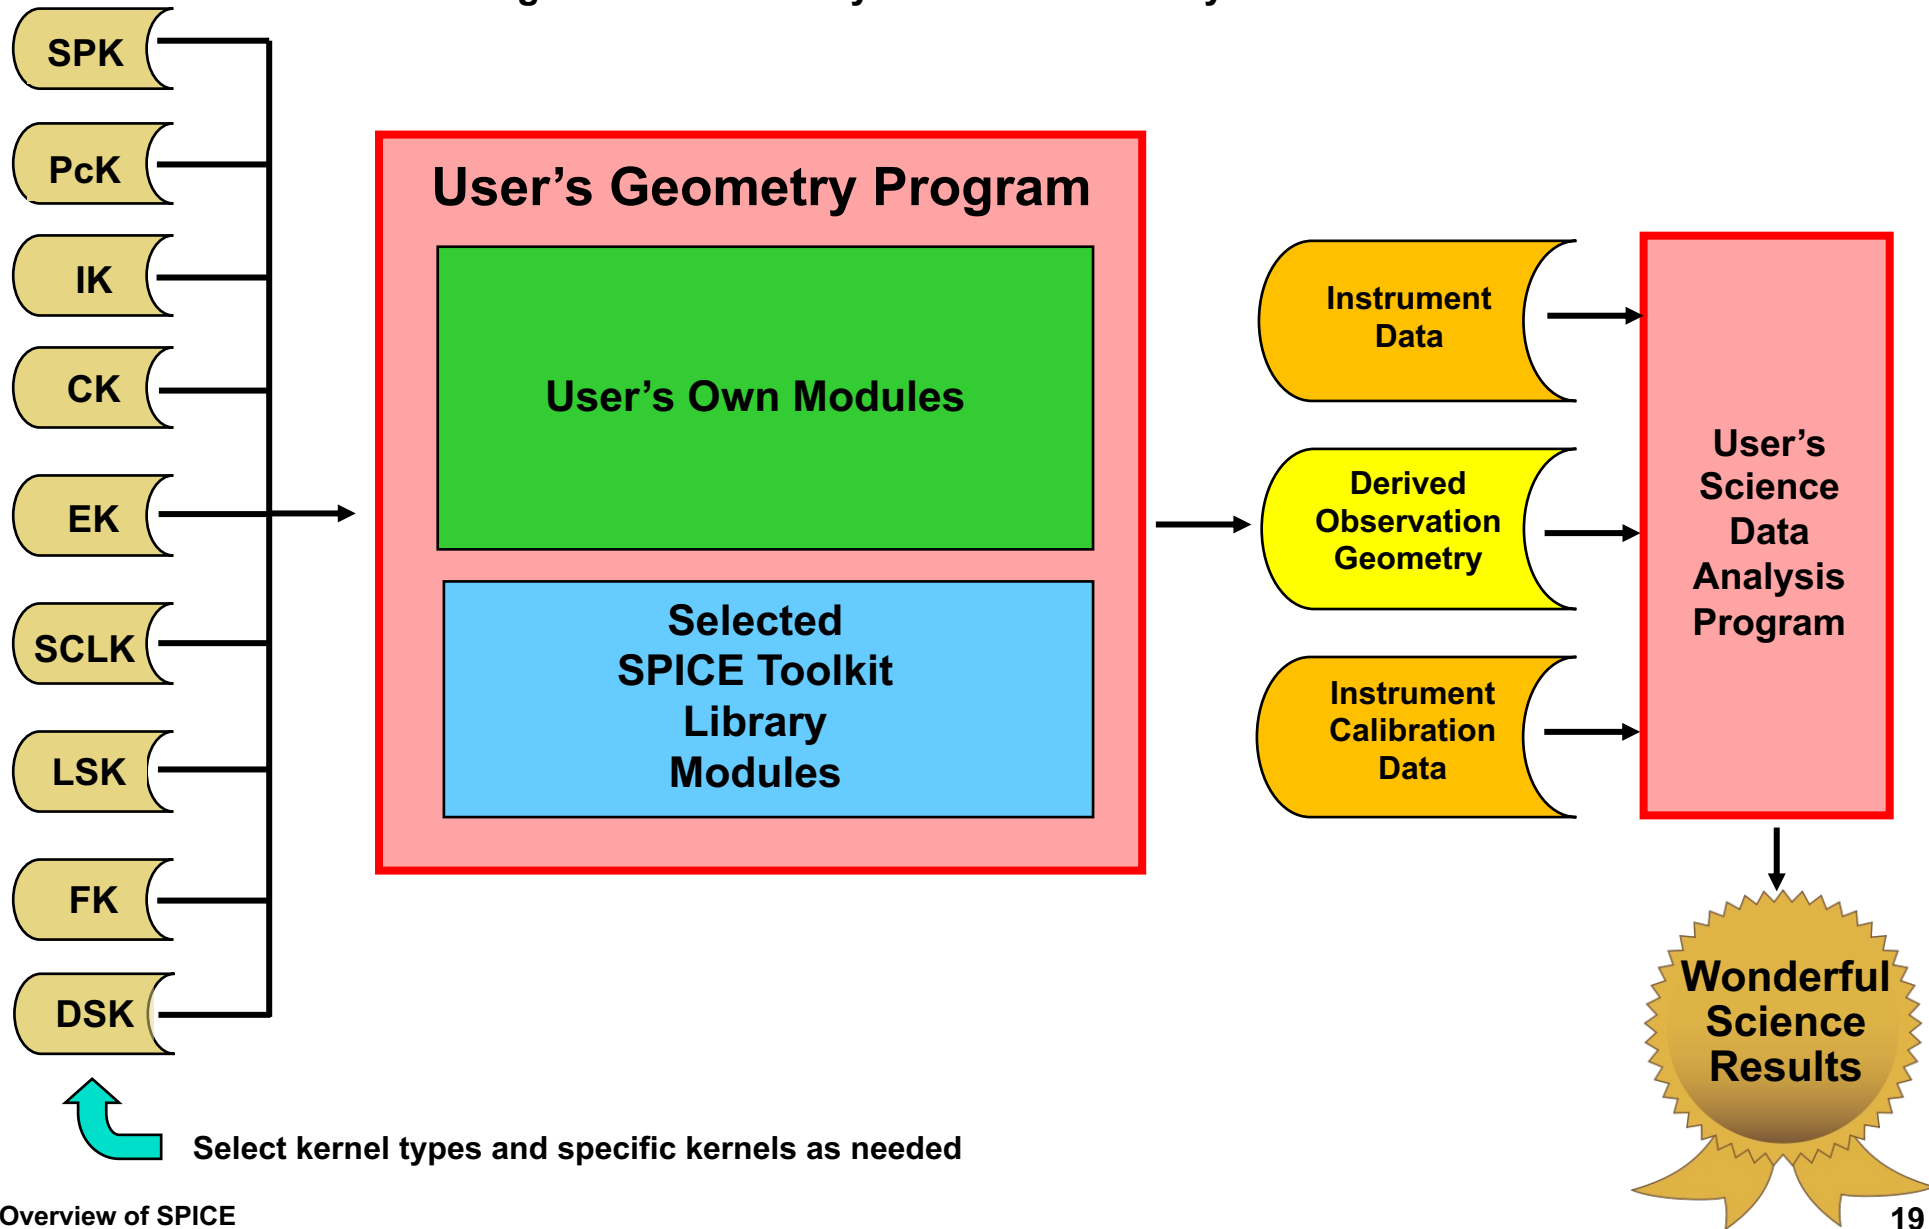 SPK
PcK
IK
CK
EK
SCLK
LSK
FK
DSK
Select kernel types and specific kernels as needed
User’s Geometry Program
User’s Own Modules
Selected
SPICE Toolkit
Library
Modules
Instrument
Data
Derived
Observation
Geometry
Instrument
Calibration
Data
User’s
Science
Data
Analysis
Program
Wonderful
Science
Results
Overview of SPICE
19